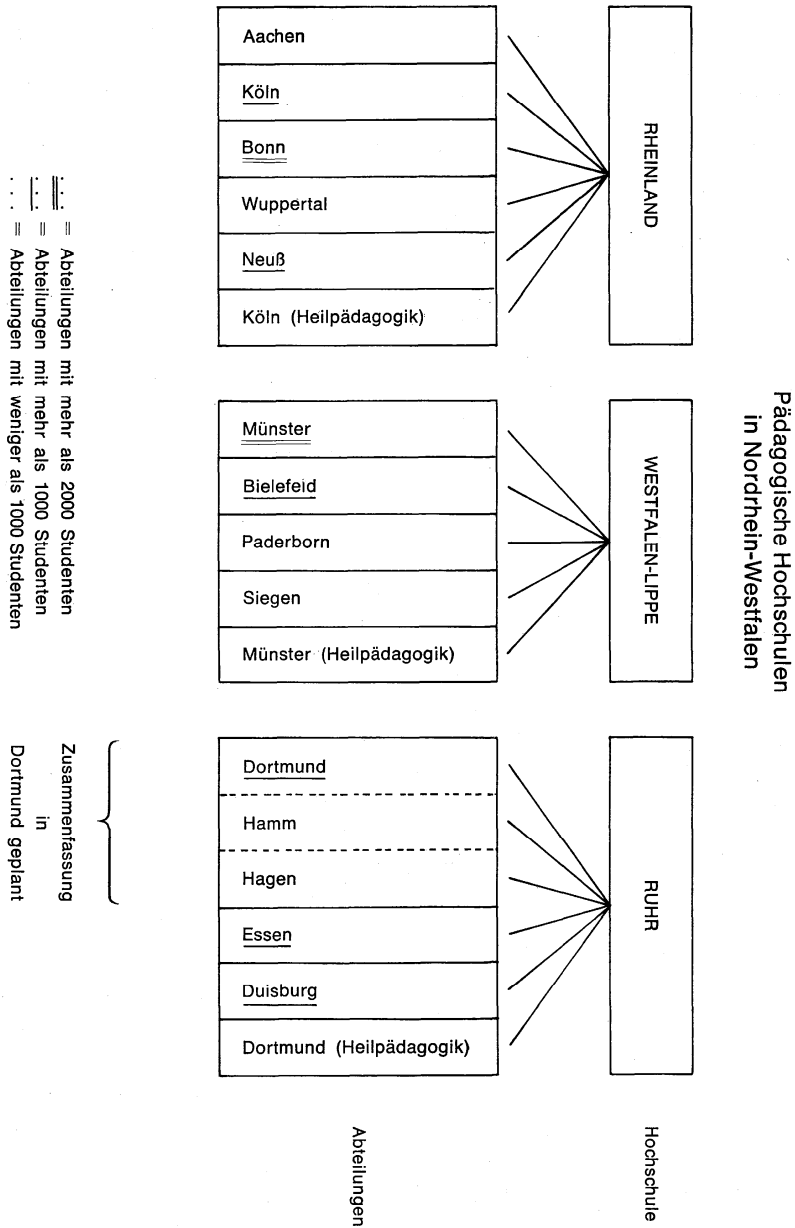 Pädagogische Hochschulen
in Nordrhein-Westfalen
Hochschule
RHEINLAND
WESTFALEN-LIPPE
RUHR
Abteilungen
Aachen
Köln
Bonn
Wuppertal
Neuß
Köln (Heilpädagogik)
Münster
Bielefeld
Paderborn
Siegen
Münster (Heilpädagogik)
Dortmund
Hamm
Hagen
Essen
Duisburg
Dortmund (Heilpädagogik)
... = Abteilungen mit mehr als 2000 Studenten
... = Abteilungen mit mehr als 1000 Studenten
... = Abteilungen mit weniger als 1000 Studenten
Zusammenfassung
in
Dortmund geplant